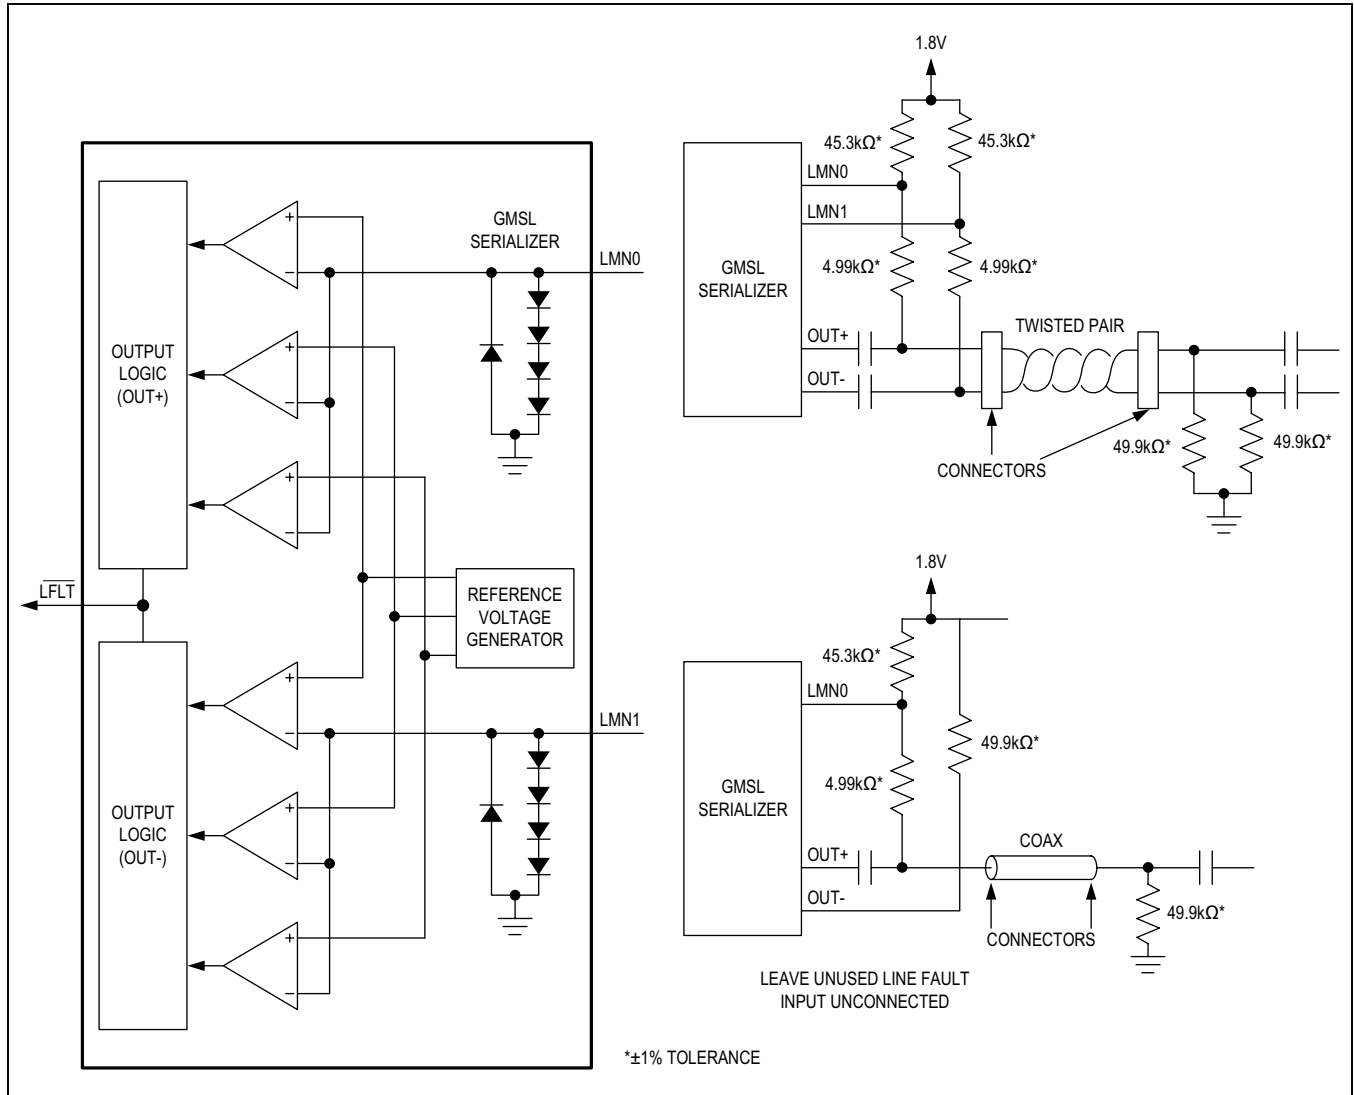 GMSL
SERIALIZER
LMN0
+
−
OUTPUT
LOGIC
(OUT+)
+
−
+
−
LFLT
REFERENCE
VOLTAGE
GENERATOR
+
−
LMN1
OUTPUT
LOGIC
(OUT-)
+
−
+
−
1.8V
45.3kΩ*
45.3kΩ*
LMN0
LMN1
GMSL
SERIALIZER
4.99kΩ*
4.99kΩ*
OUT+
OUT-
TWISTED PAIR
CONNECTORS
49.9kΩ*
49.9kΩ*
1.8V
45.3kΩ*
LMN0
49.9kΩ*
4.99kΩ*
GMSL
SERIALIZER
OUT+
OUT-
COAX
CONNECTORS
49.9kΩ*
LEAVE UNUSED LINE FAULT
INPUT UNCONNECTED
*±1% TOLERANCE